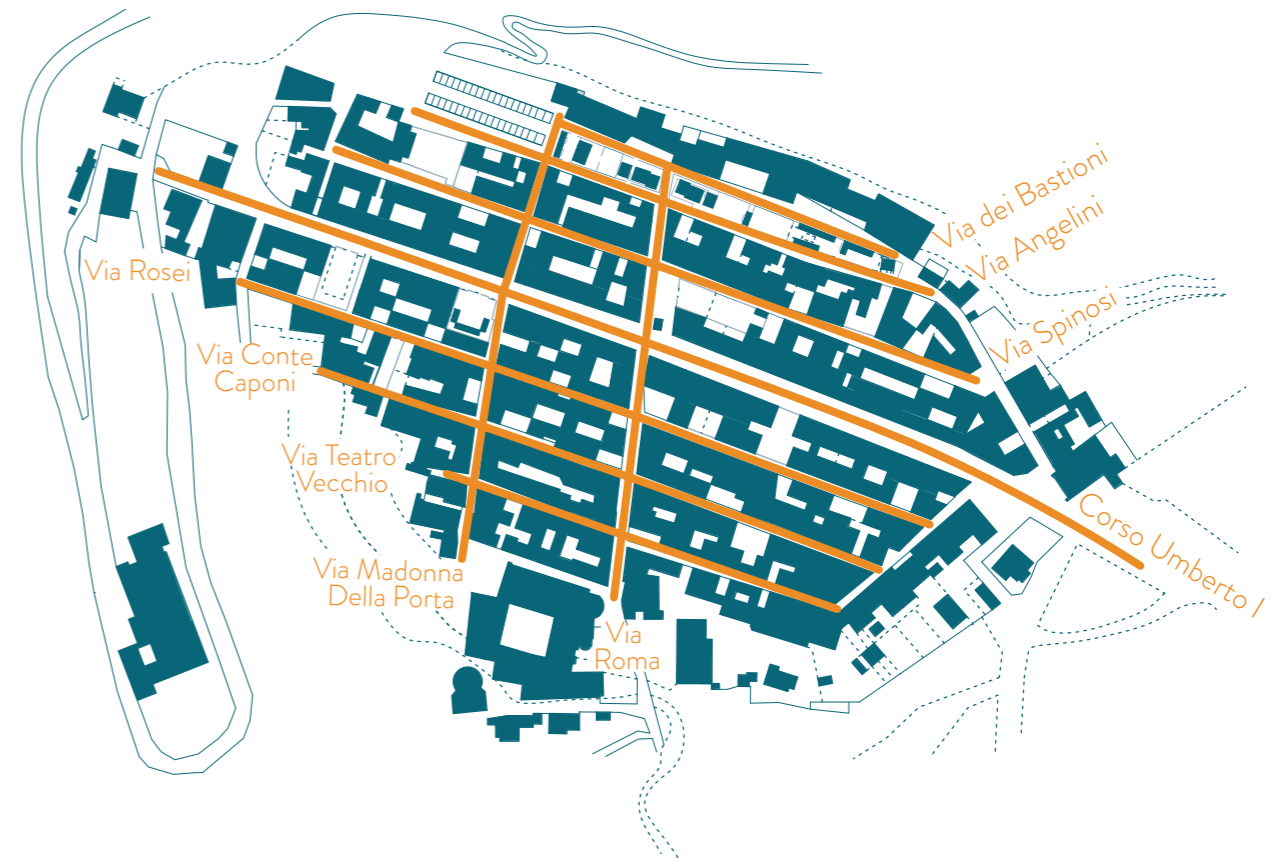 Via dei Bastioni
Via Angelini
Via Rosei
Via Spinosi
Via Conte
Caponi
Via Teatro
Vecchio
Corso Umberto I
Via Madonna
Della Porta
Via
Roma